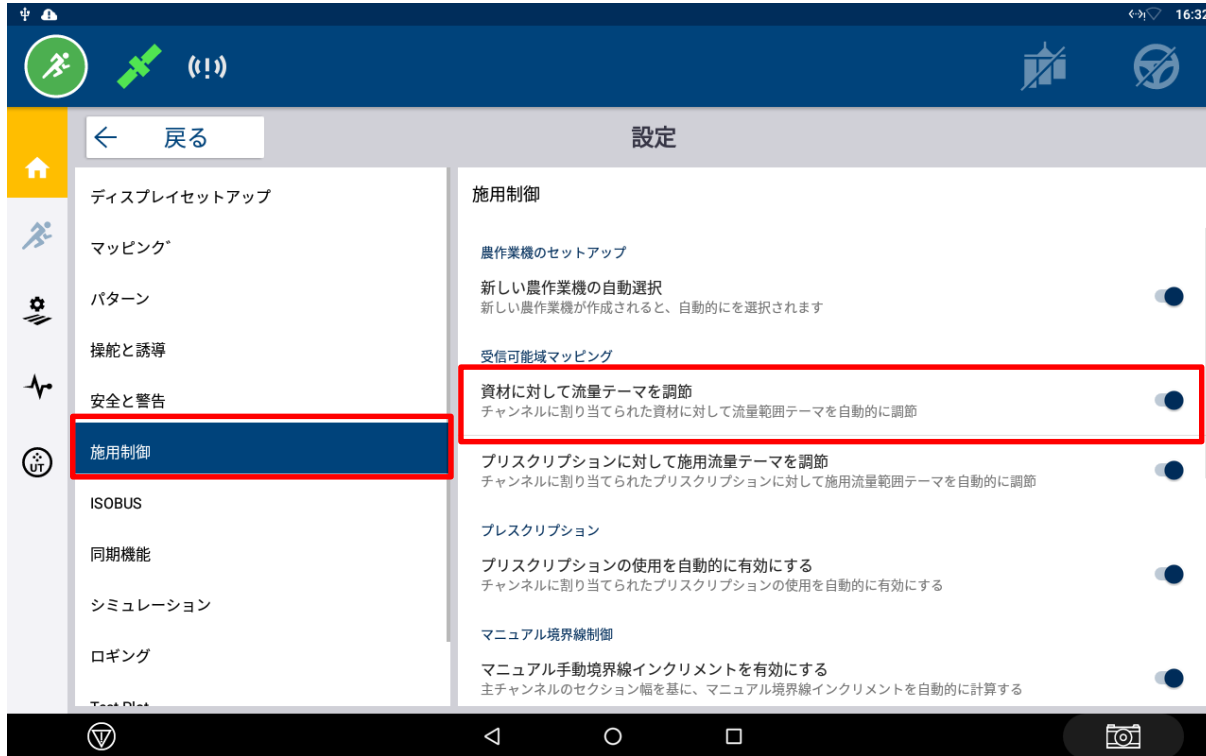 16:32
戻る
設定
ディスプレイセットアップ
マッピング
パターン
操舵と誘導
安全と警告
施用制御
ISOBUS
同期機能
シミュレーション
ロギング
Test Plot
施用制御
農作業機のセットアップ
新しい農作業機の自動選択
新しい農作業機が作成されると、自動的にを選択されます
受信可能域マッピング
資材に対して流量テーマを調節
チャンネルに割り当てられた資材に対して流量範囲テーマを自動的に調節
プリスクリプションに対して施用流量テーマを調節
チャンネルに割り当てられたプリスクリプションに対して施用流量範囲テーマを自動的に調節
プレスクリプション
プリスクリプションの使用を自動的に有効にする
チャンネルに割り当てられたプリスクリプションの使用を自動的に有効にする
マニュアル境界線制御
マニュアル手動境界線インクリメントを有効にする
主チャンネルのセクション幅を基に、マニュアル境界線インクリメントを自動的に計算する
UT